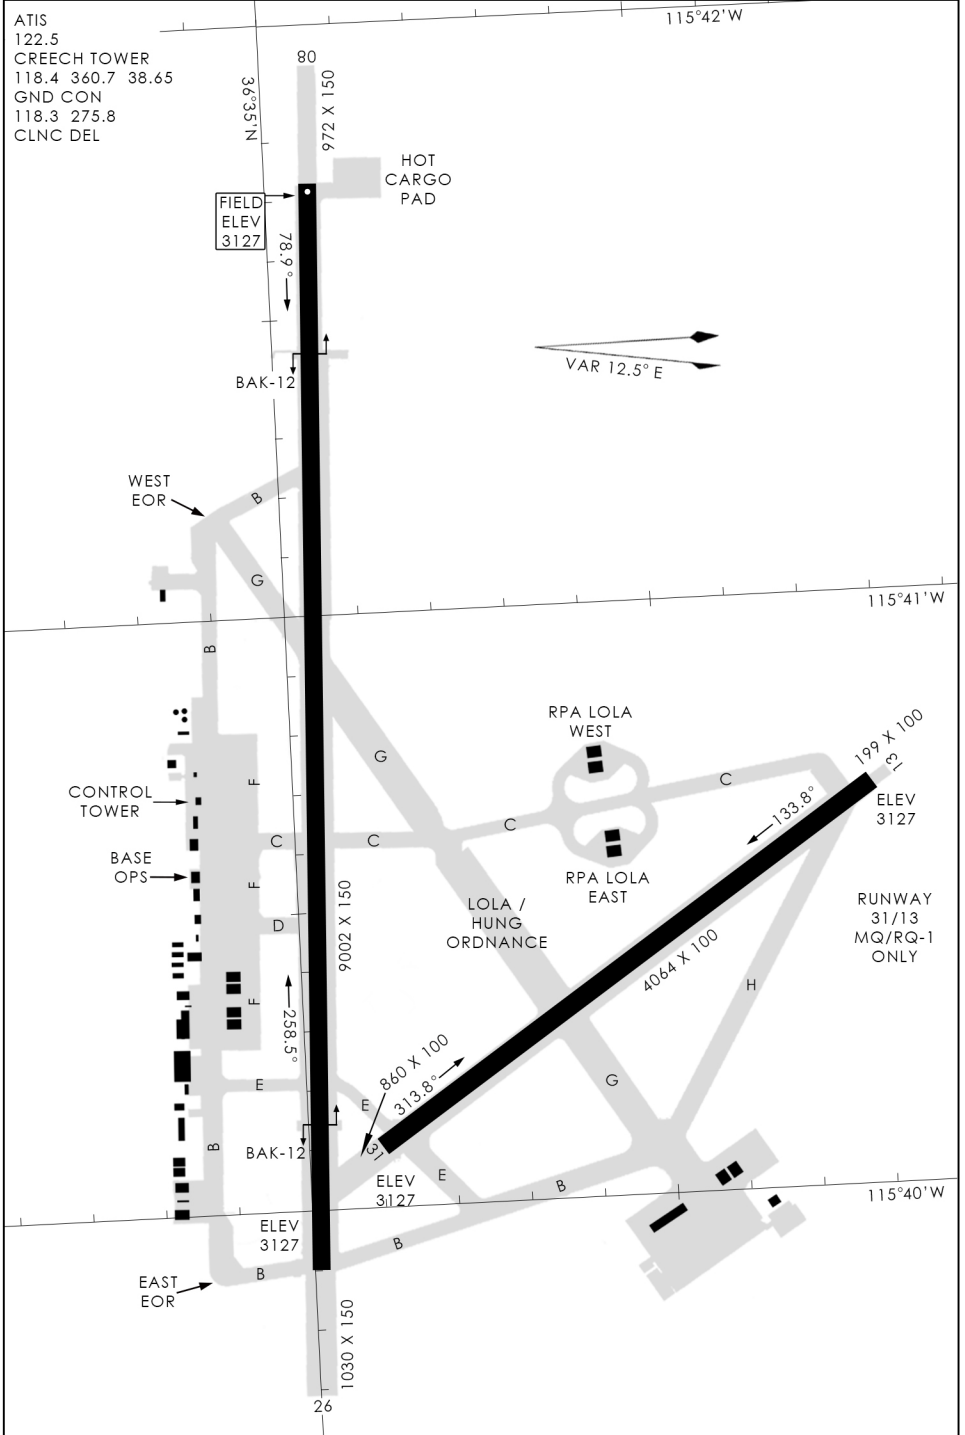 ATIS
122.5
CREECH TOWER
118.4 360.7 38.65
GND CON
118.3 275.8
CLNC DEL
115°42'W
08
36°35'N
972 X 150
HOT
CARGO
PAD
FIELD
ELEV
3127
78.9°
VAR 12.5° E
BAK-12
WEST
EOR
B
G
115°41'W
B
RPA LOLA
WEST
199 X 100
13
G
C
F
CONTROL
TOWER
133.8°
ELEV
3127
C
C
C
BASE
OPS
F
RPA LOLA
EAST
9002 X 150
LOLA /
HUNG
ORDNANCE
RUNWAY
31/13
MQ/RQ-1
ONLY
D
4064 X 100
H
F
258.5°
860 X 100
313.8°
E
E
G
B
BAK-12
31
E
ELEV
3127
B
115°40'W
ELEV
3127
B
B
EAST
EOR
1030 X 150
26